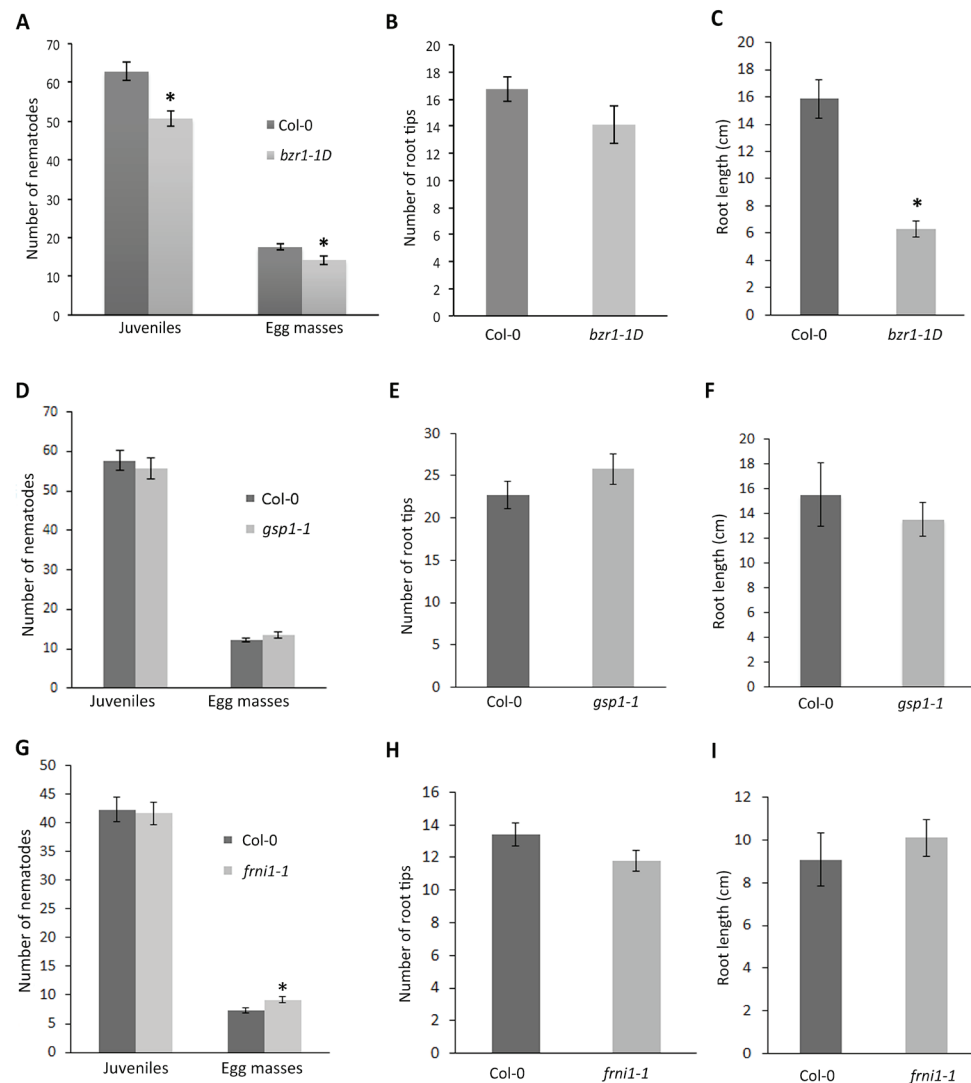 A
Number of nematodes
70
60
50
40
30
20
10
0
*
*
Col-0
bzr1-1D
Juveniles Egg masses
B
Number of root tips
20
18
16
14
12
10
8
6
4
2
0
Col-0 bzr1-1D
C
Root length (cm)
20
18
16
14
12
10
8
6
4
2
0
*
Col-0 bzr1-1D
D
Number of nematodes
70
60
50
40
30
20
10
0
Col-0
gsp1-1
Juveniles Egg masses
E
Number of root tips
30
25
20
15
10
5
0
Col-0 gsp1-1
F
Root length (cm)
20
18
16
14
12
10
8
6
4
2
0
Col-0 gsp1-1
G
Number of nematodes
50
45
40
35
30
25
20
15
10
5
0
Col-0
frni1-1
*
Juveniles Egg masses
H
Number of root tips
16
14
12
10
8
6
4
2
0
Col-0 frni1-1
I
Root length (cm)
12
10
8
6
4
2
0
Col-0 frni1-1